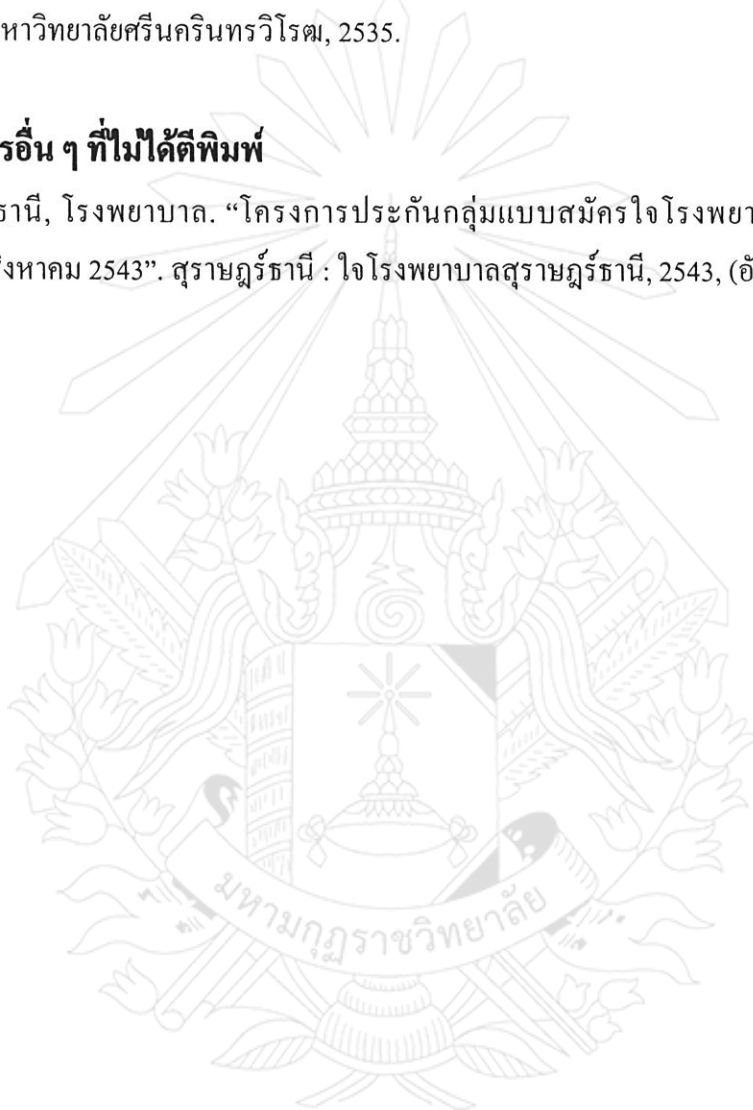 หาวิทยาลัยศรีนครินทรวิโรฒ, 2535.
รอื่น ๆ ที่ไม่ได้ตีพิมพ์
ธานี, โรงพยาบาล. “โครงการประกันกลุ่มแบบสมัครใจโรงพยา
ิงหาคม 2543”. สุราษฎร์ธานี : ใจโรงพยาบาลสุราษฎร์ธานี, 2543, (อั
มหามกุฏราชวิทยาลัย